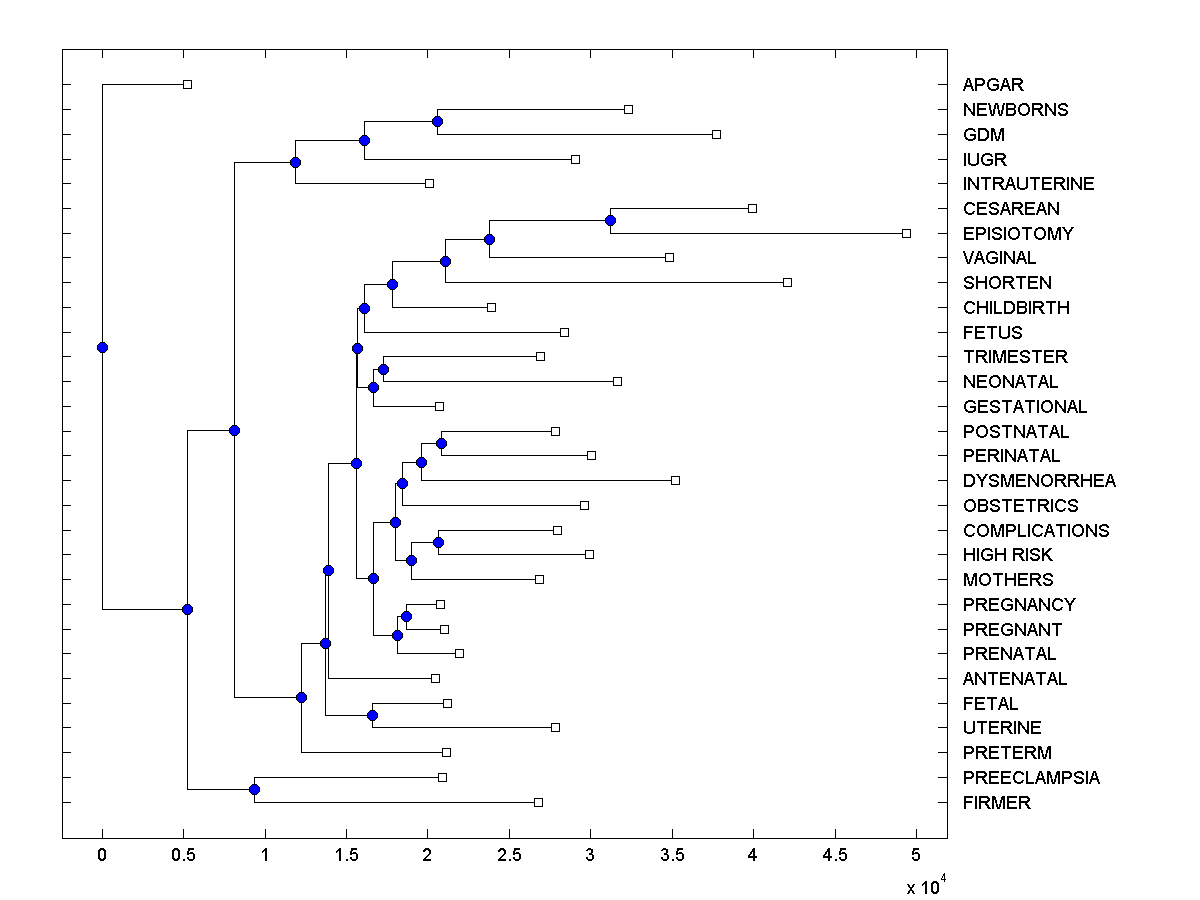 APGAR
NEWBORNS
GDM
IUGR
INTRAUTERINE
CESAREAN
EPISIOTOMY
VAGINAL
SHORTEN
CHILDBIRTH
FETUS
TRIMESTER
NEONATAL
GESTATIONAL
POSTNATAL
PERINATAL
DYSMENORRHEA
OBSTETRICS
COMPLICATIONS
HIGH RISK
MOTHERS
PREGNANCY
PREGNANT
PRENATAL
ANTENATAL
FETAL
UTERINE
PRETERM
PREECLAMPSIA
FIRMER
0 0.5 1 1.5 2 2.5 3 3.5 4 4.5 5
x 10^4